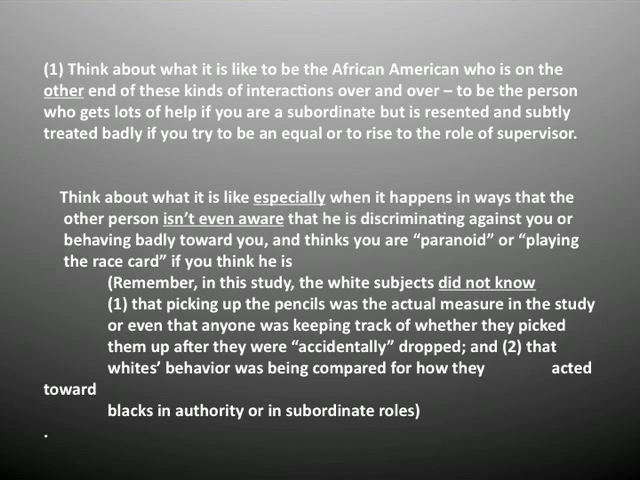 (1) Think about what it is like to be the African American who is on the
other end of these kinds of interactions over and over – to be the person
who gets lots of help if you are a subordinate but is resented and subtly
treated badly if you try to be an equal or to rise to the role of supervisor.
Think about what it is like especially when it happens in ways that the
other person isn't even aware that he is discriminating against you or
behaving badly toward you, and thinks you are “paranoid” or “playing
the race card” if you think he is
(Remember, in this study, the white subjects did not know
(1) that picking up the pencils was the actual measure in the study
or even that anyone was keeping track of whether they picked
them up after they were “accidentally” dropped; and (2) that
whites’ behavior was being compared for how they acted
toward
blacks in authority or in subordinate roles)
.